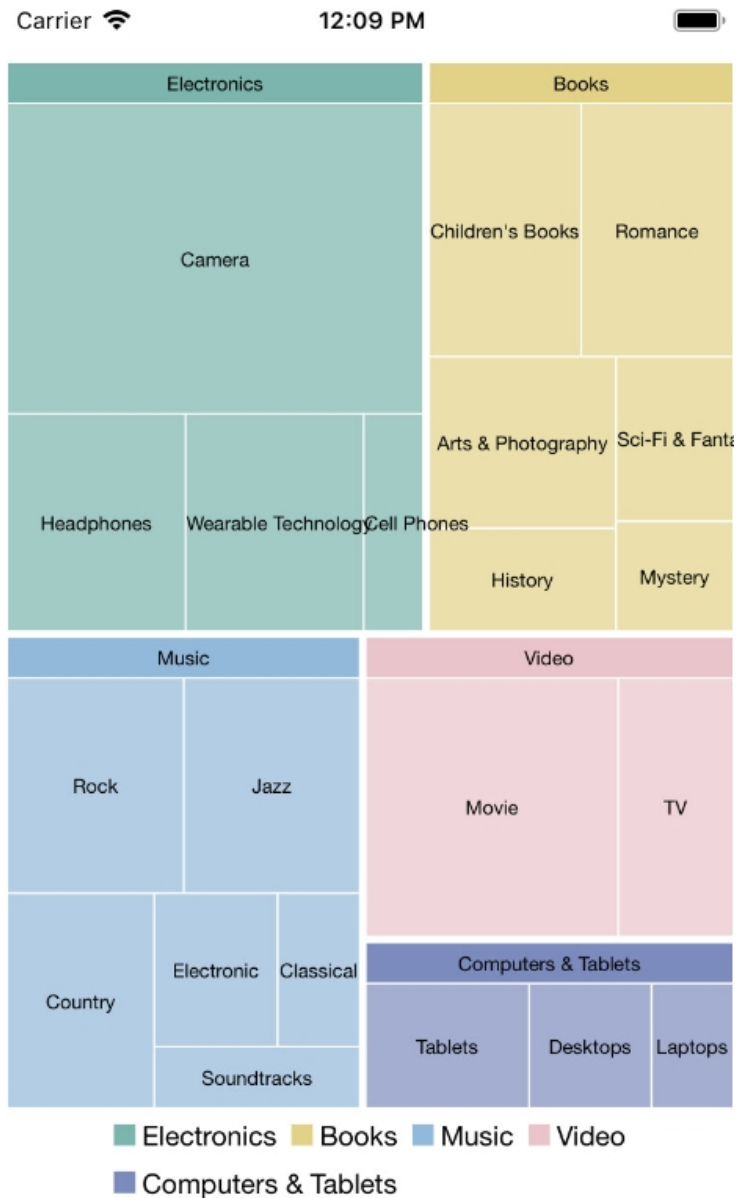 Carrier 12:09 PM
Electronics
Camera
Headphones
Wearable Technology
Cell Phones
Books
Children's Books
Romance
Arts & Photography
Sci-Fi & Fanta
History
Mystery
Music
Rock
Jazz
Country
Electronic
Classical
Soundtracks
Video
Movie
TV
Computers & Tablets
Tablets
Desktops
Laptops
Electronics Books Music Video
Computers & Tablets